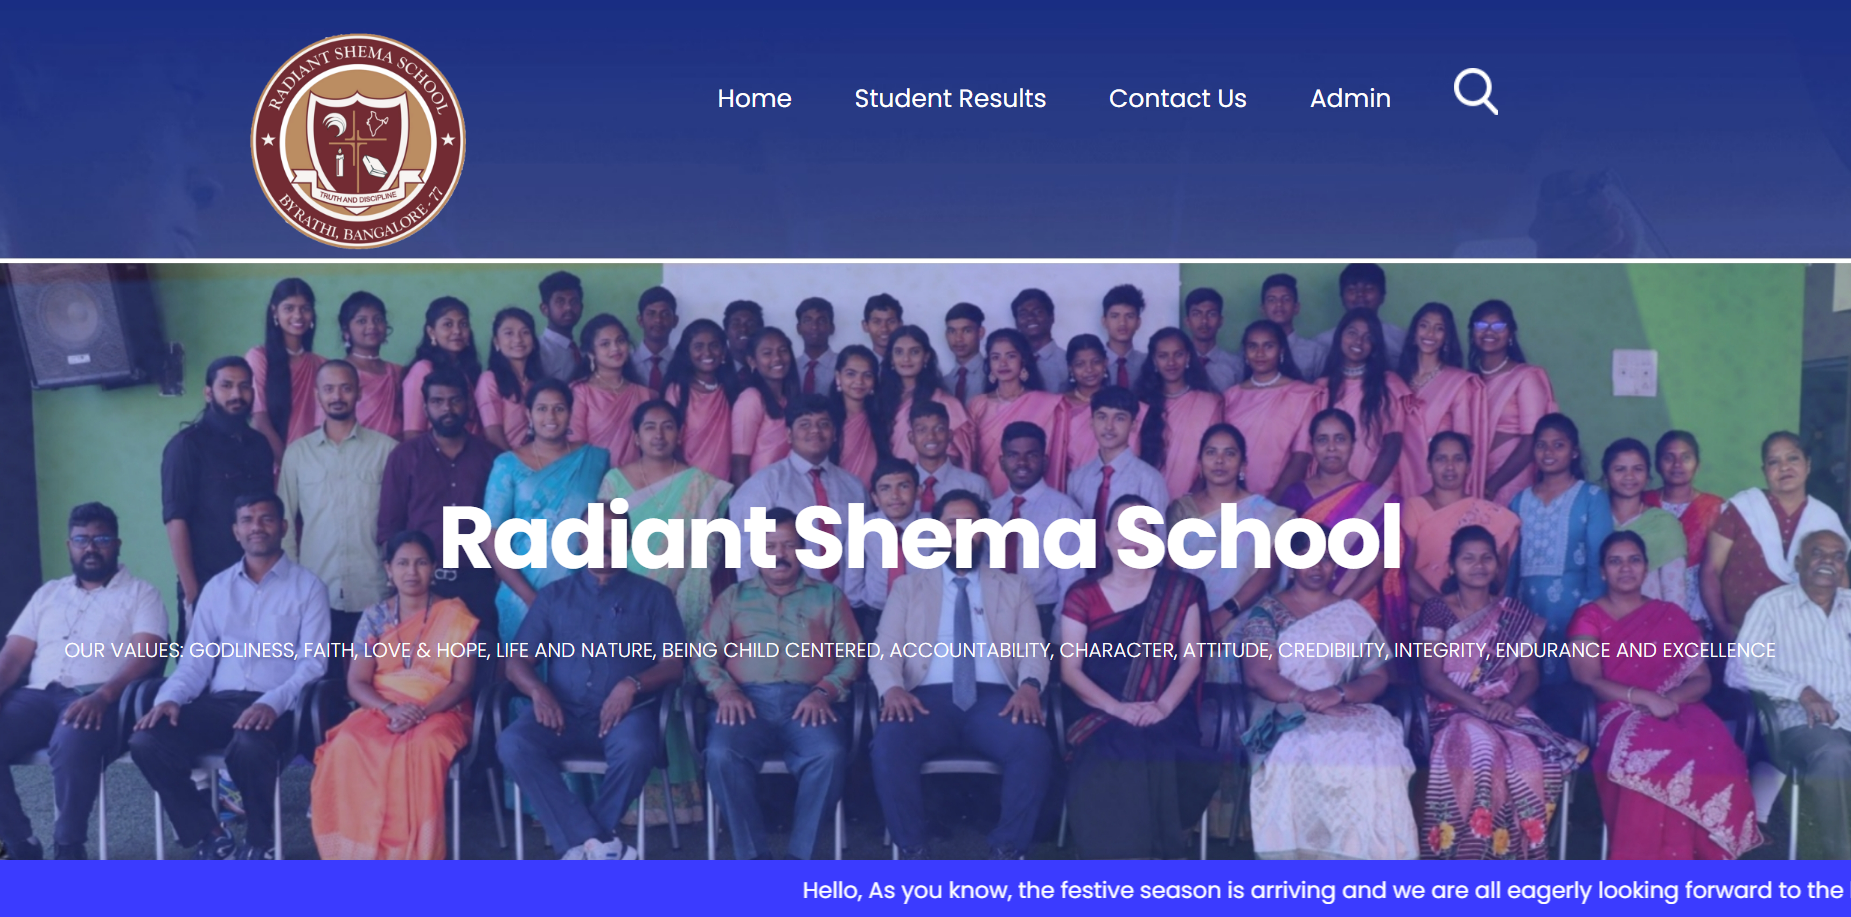 RADIANT SHEMA SCHOOL
TRUTH AND DISCIPLINE
BYRATHI, BANGALORE - 77
Home Student Results Contact Us Admin
Radiant Shema School
OUR VALUES: GODLINESS, FAITH, LOVE & HOPE, LIFE AND NATURE, BEING CHILD CENTERED, ACCOUNTABILITY, CHARACTER, ATTITUDE, CREDIBILITY, INTEGRITY, ENDURANCE AND EXCELLENCE
Hello, As you know, the festive season is arriving and we are all eagerly looking forward to the